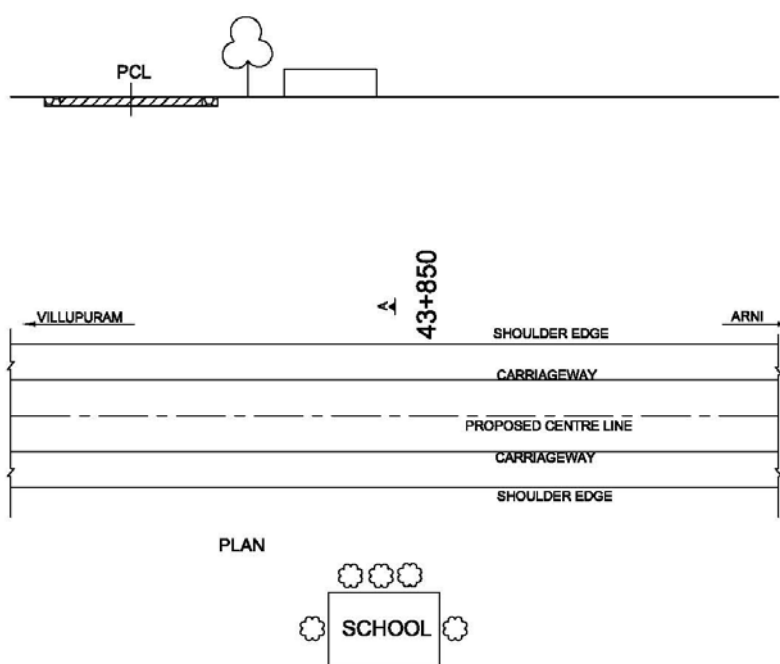 PCL
A
43+850
VILLUPURAM
ARNI
SHOULDER EDGE
CARRIAGEWAY
PROPOSED CENTRE LINE
CARRIAGEWAY
SHOULDER EDGE
PLAN
SCHOOL